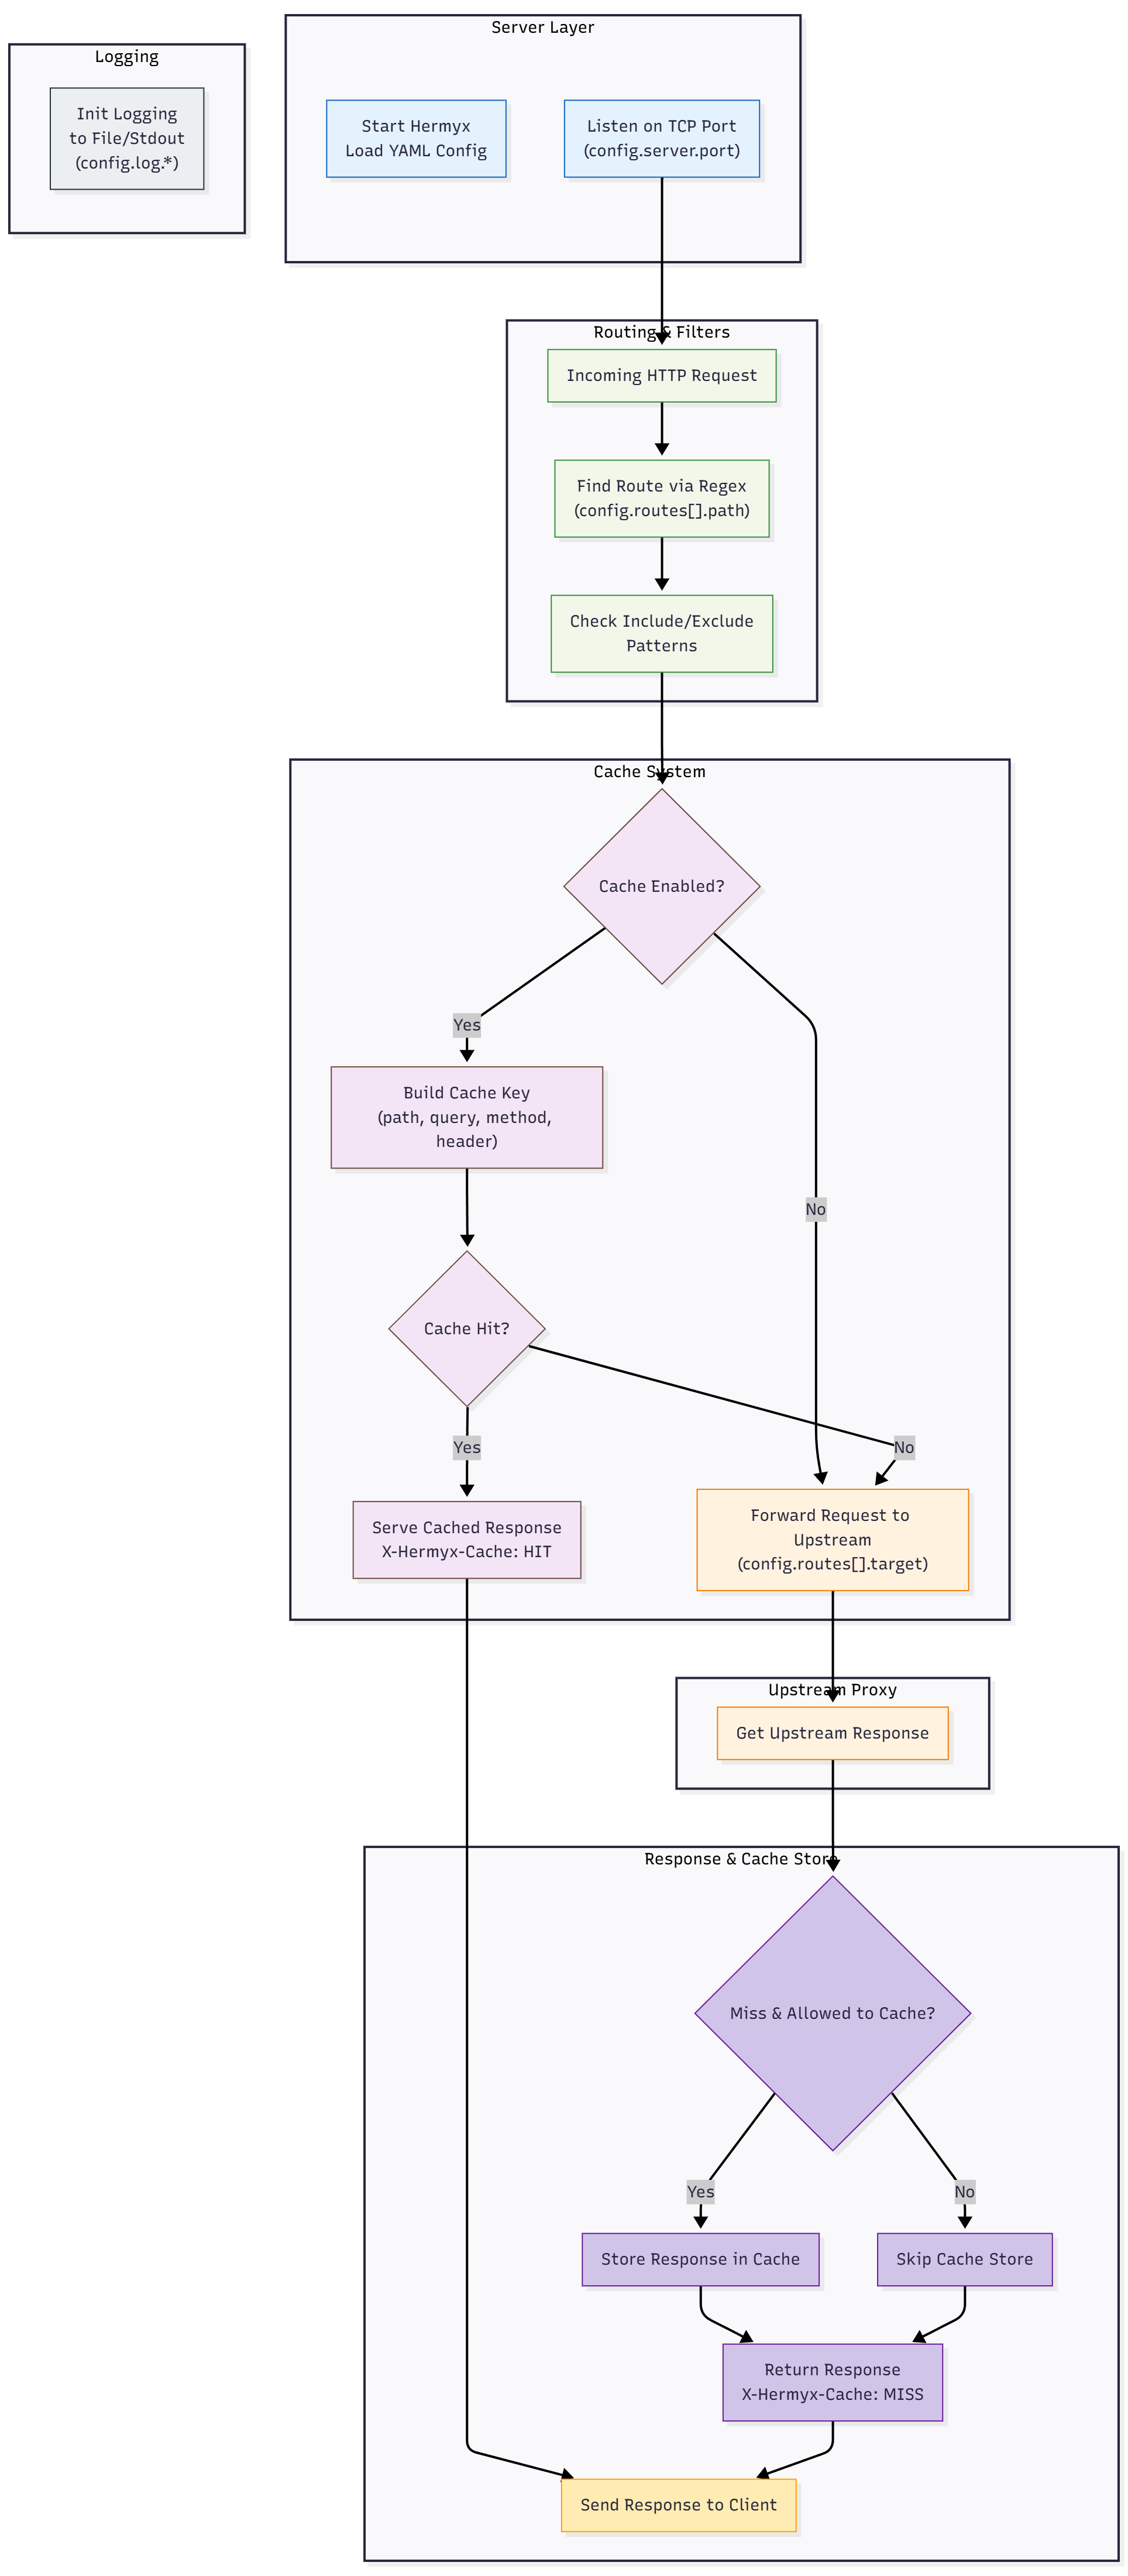 Logging
Init Logging
to File/Stdout
(config.log.*)
Server Layer
Start Hermyx
Load YAML Config
Listen on TCP Port
(config.server.port)
Routing & Filters
Incoming HTTP Request
Find Route via Regex
(config.routes[].path)
Check Include/Exclude
Patterns
Cache System
Cache Enabled?
Yes
No
Build Cache Key
(path, query, method,
header)
Cache Hit?
Yes
No
Serve Cached Response
X-Hermyx-Cache: HIT
Forward Request to
Upstream
(config.routes[].target)
Upstream Proxy
Get Upstream Response
Response & Cache Store
Miss & Allowed to Cache?
Yes
No
Store Response in Cache
Skip Cache Store
Return Response
X-Hermyx-Cache: MISS
Send Response to Client